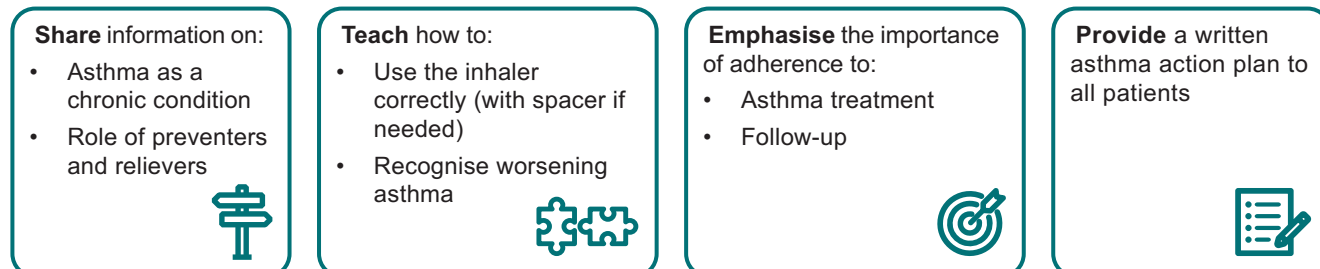 Share information on:
• Asthma as a
chronic condition
• Role of preventers
and relievers
Teach how to:
• Use the inhaler
correctly (with spacer if
needed)
• Recognise worsening
asthma
Emphasise the importance
of adherence to:
• Asthma treatment
• Follow-up
Provide a written
asthma action plan to
all patients